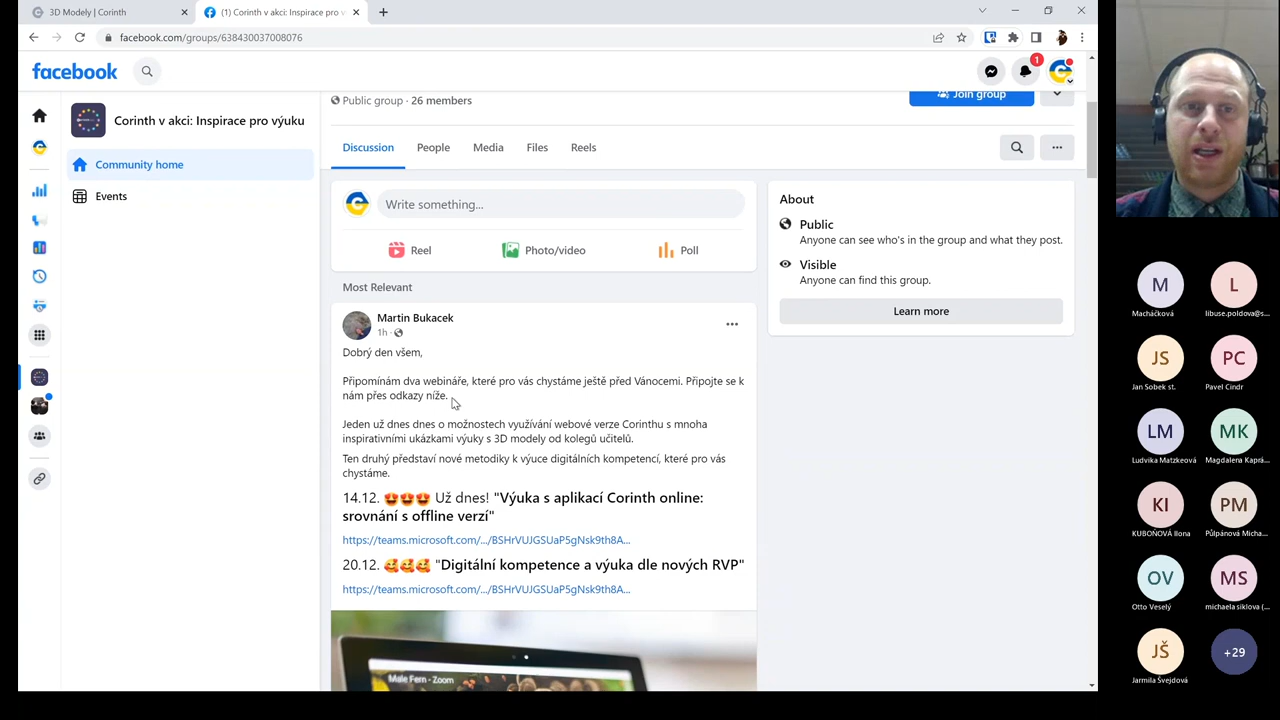 3D Modely | Corinth
(1) Corinth v akci: Inspirace pro v
facebook.com/groups/638430037008076
facebook
1
Corinth v akci: Inspirace pro výuku
Community home
Events
Public group · 26 members
Join group
Discussion
People
Media
Files
Reels
Write something...
Reel
Photo/video
Poll
Most Relevant
Martin Bukacek
1h ·
Dobrý den všem,
Připomínám dva webináře, které pro vás chystáme ještě před Vánocemi. Připojte se k
nám přes odkazy níže.
Jeden už dnes dnes o možnostech využívání webové verze Corinthu s mnoha
inspirativními ukázkami výuky s 3D modely od kolegů učitelů.
Ten druhý představí nové metodiky k výuce digitálních kompetencí, které pro vás
chystáme.
14.12. 😍😍😍 Už dnes! "Výuka s aplikací Corinth online:
srovnání s offline verzí"
https://teams.microsoft.com/.../BSHrVUJGSUaP5gNsk9th8A...
20.12. 🥰🥰🥰 "Digitální kompetence a výuka dle nových RVP"
https://teams.microsoft.com/.../BSHrVUJGSUaP5gNsk9th8A...
Male Fern - Zoom
About
Public
Anyone can see who's in the group and what they post.
Visible
Anyone can find this group.
Learn more
M
Macháčková
L
libuse.poldova@s...
JS
Jan Sobek st.
PC
Pavel Cindr
LM
Ludvika Matzkeová
MK
Magdalena Kaprá...
KI
KUBOŇOVÁ Ilona
PM
Půlpánová Micha...
OV
Otto Veselý
MS
michaela siklova (...
JŠ
Jarmila Švejdová
+29